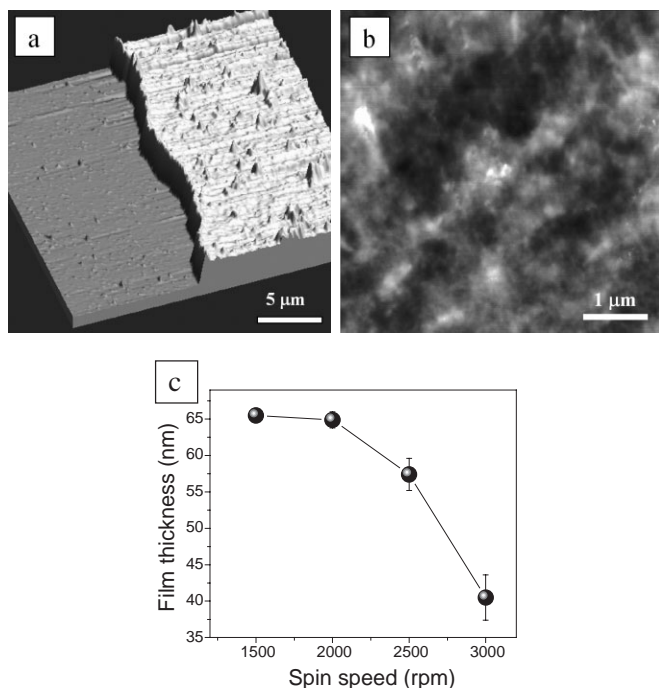 a
b
5 μm
1 μm
c
65
60
55
50
45
40
35
Film thickness (nm)
1500 2000 2500 3000
Spin speed (rpm)